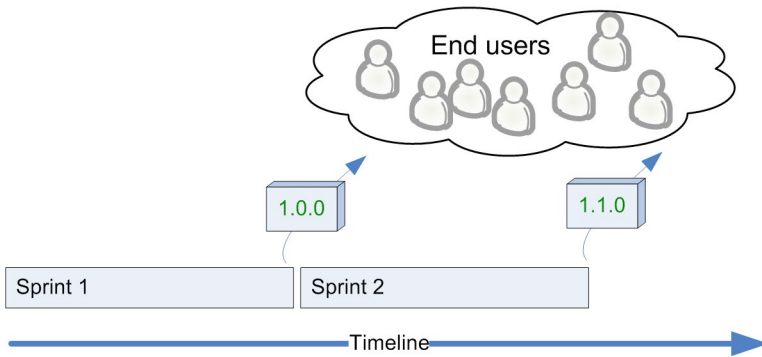 End users
1.0.0
1.1.0
Sprint 1
Sprint 2
Timeline